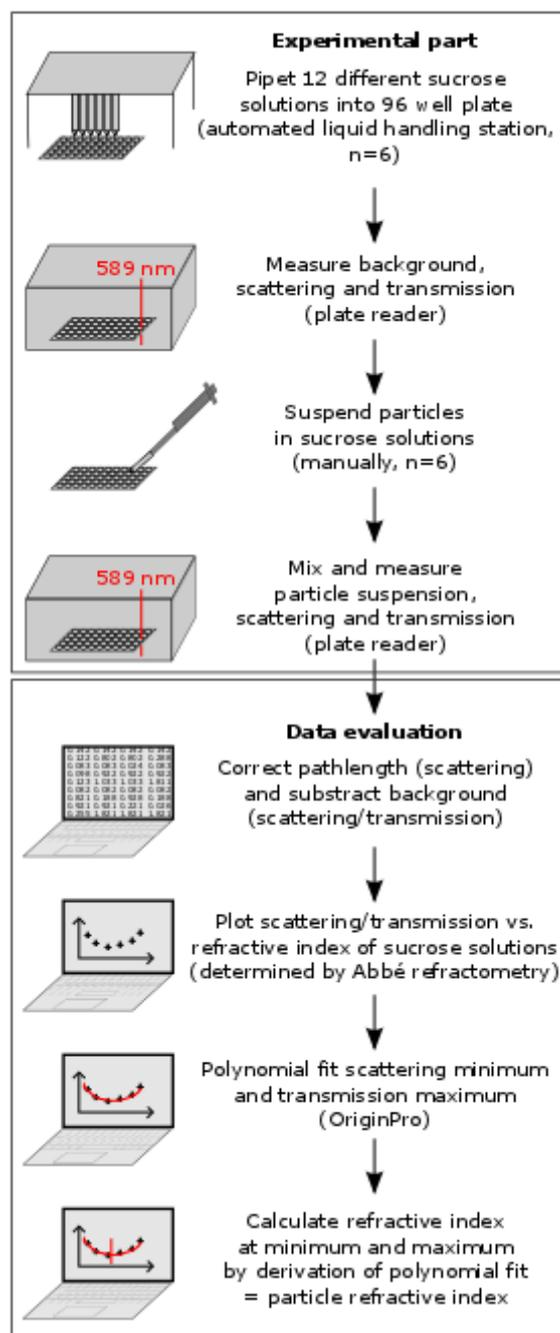 Experimental part
Pipet 12 different sucrose
solutions into 96 well plate
(automated liquid handling station,
n=6)
589 nm
Measure background,
scattering and transmission
(plate reader)
Suspend particles
in sucrose solutions
(manually, n=6)
589 nm
Mix and measure
particle suspension,
scattering and transmission
(plate reader)
Data evaluation
Correct pathlength (scattering)
and substract background
(scattering/transmission)
Plot scattering/transmission vs.
refractive index of sucrose solutions
(determined by Abbé refractometry)
Polynomial fit scattering minimum
and transmission maximum
(OriginPro)
Calculate refractive index
at minimum and maximum
by derivation of polynomial fit
= particle refractive index